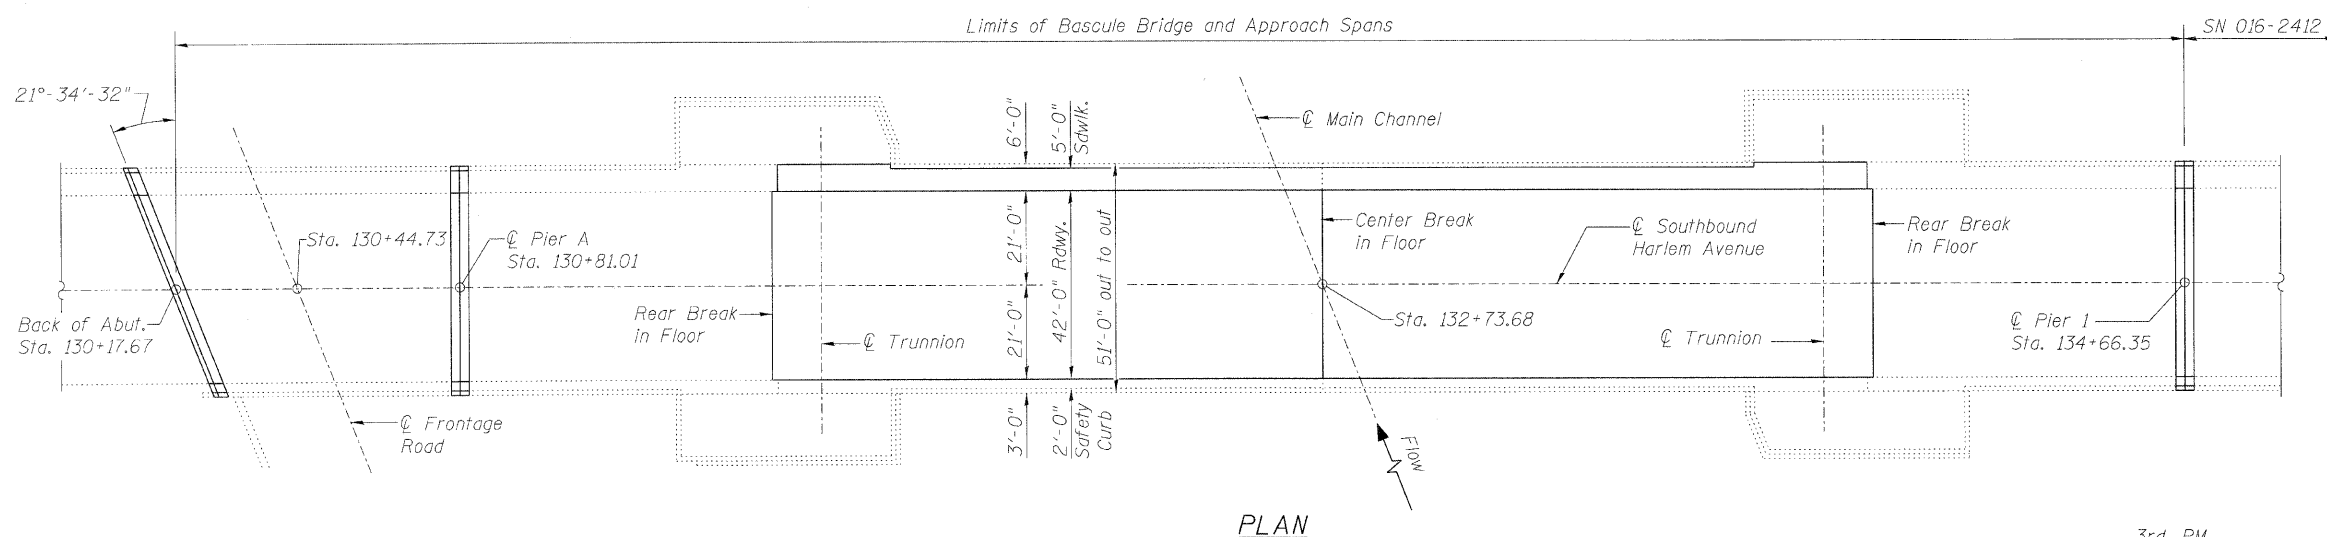 Limits of Bascule Bridge and Approach Spans
SN 016-2412
21°-34'-32"
6'-0"
5'-0"
Sdwlk.
℄ Main Channel
Sta. 130+44.73
℄ Pier A
Sta. 130+81.01
21'-0"
42'-0" Rdwy.
51'-0" out to out
Center Break
in Floor
℄ Southbound
Harlem Avenue
Rear Break
in Floor
Back of Abut.
Sta. 130+17.67
Rear Break
in Floor
℄ Trunnion
21'-0"
Sta. 132+73.68
℄ Trunnion
℄ Pier 1
Sta. 134+66.35
℄ Frontage
Road
3'-0"
2'-0"
Safety
Curb
Flow
PLAN
3rd. PM